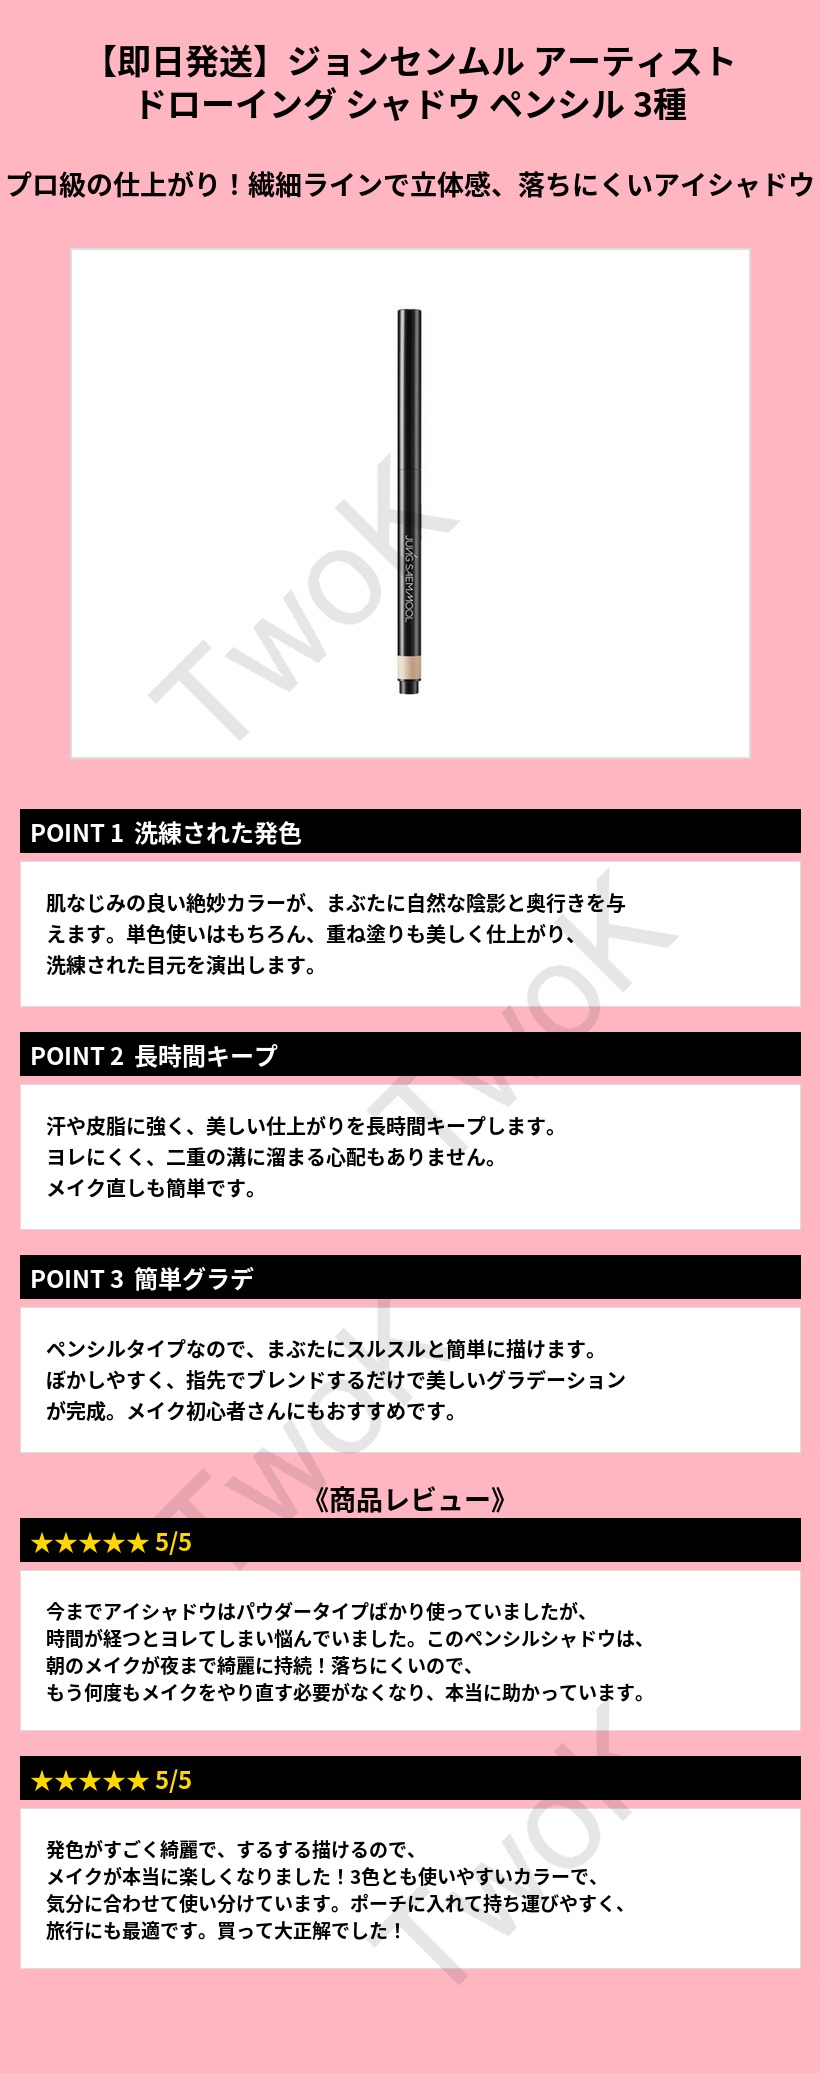 【即日発送】ジョンセンムル アーティスト
ドローイング シャドウ ペンシル 3種
プロ級の仕上がり！繊細ラインで立体感、落ちにくいアイシャドウ
JUNG SAEM MOOL
TwoK
POINT 1 洗練された発色
肌なじみの良い絶妙カラーが、まぶたに自然な陰影と奥行きを与
えます。単色使いはもちろん、重ね塗りも美しく仕上がり、
洗練された目元を演出します。
TwoK
POINT 2 長時間キープ
汗や皮脂に強く、美しい仕上がりを長時間キープします。
ヨレにくく、二重の溝に溜まる心配もありません。
メイク直しも簡単です。
POINT 3 簡単グラデ
ペンシルタイプなので、まぶたにスルスルと簡単に描けます。
ぼかしやすく、指先でブレンドするだけで美しいグラデーション
が完成。メイク初心者さんにもおすすめです。
TwoK
《商品レビュー》
★★★★★ 5/5
今までアイシャドウはパウダータイプばかり使っていましたが、
時間が経つとヨレてしまい悩んでいました。このペンシルシャドウは、
朝のメイクが夜まで綺麗に持続！落ちにくいので、
もう何度もメイクをやり直す必要がなくなり、本当に助かっています。
★★★★★ 5/5
発色がすごく綺麗で、するする描けるので、
メイクが本当に楽しくなりました！3色とも使いやすいカラーで、
気分に合わせて使い分けています。ポーチに入れて持ち運びやすく、
旅行にも最適です。買って大正解でした！
TwoK